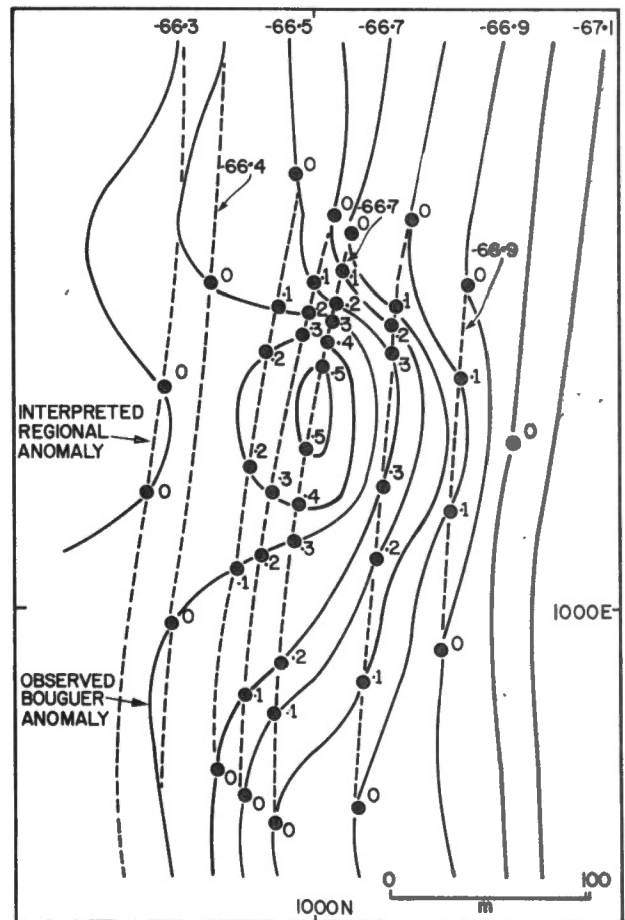 -66·3 -66·5 -66·7 -66·9 -67·1
0
-66·4
0 -66·7
0 0
-66·9
0 .1 .1 0
.1 .2 .2 .1
.3 .3 .2
.2 .4 .3
.5
0 .1
INTERPRETED
REGIONAL
ANOMALY
0
.5
.2
0 .3 .4 .3
.1
.3
.1 .2 .2
0
1000E
0
.2
OBSERVED
BOUGUER
ANOMALY
.1 .1
.1
0
0
0
0
0 100
m
1000N